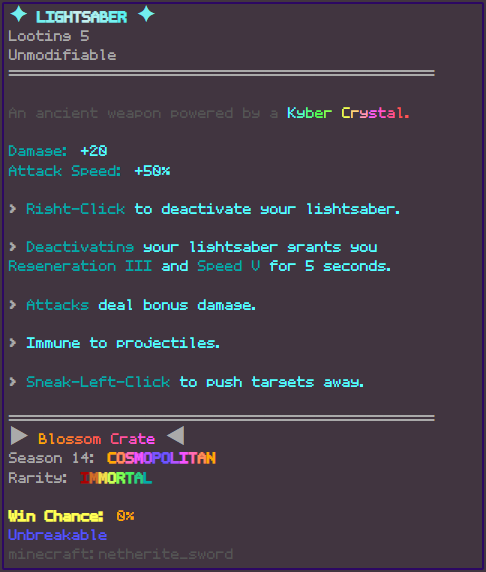 ✦ LIGHTSABER ✦
Looting 5
Unmodifiable
An ancient weapon powered by a Kyber Crystal.
Damage: +20
Attack Speed: +50%
> Right-Click to deactivate your lightsaber.
> Deactivating your lightsaber grants you
Regeneration III and Speed V for 5 seconds.
> Attacks deal bonus damage.
> Immune to projectiles.
> Sneak-Left-Click to push targets away.
▶ Blossom Crate ◀
Season 14: COSMOPOLITAN
Rarity: IMMORTAL
Win Chance: 0%
Unbreakable
minecraft:netherite_sword